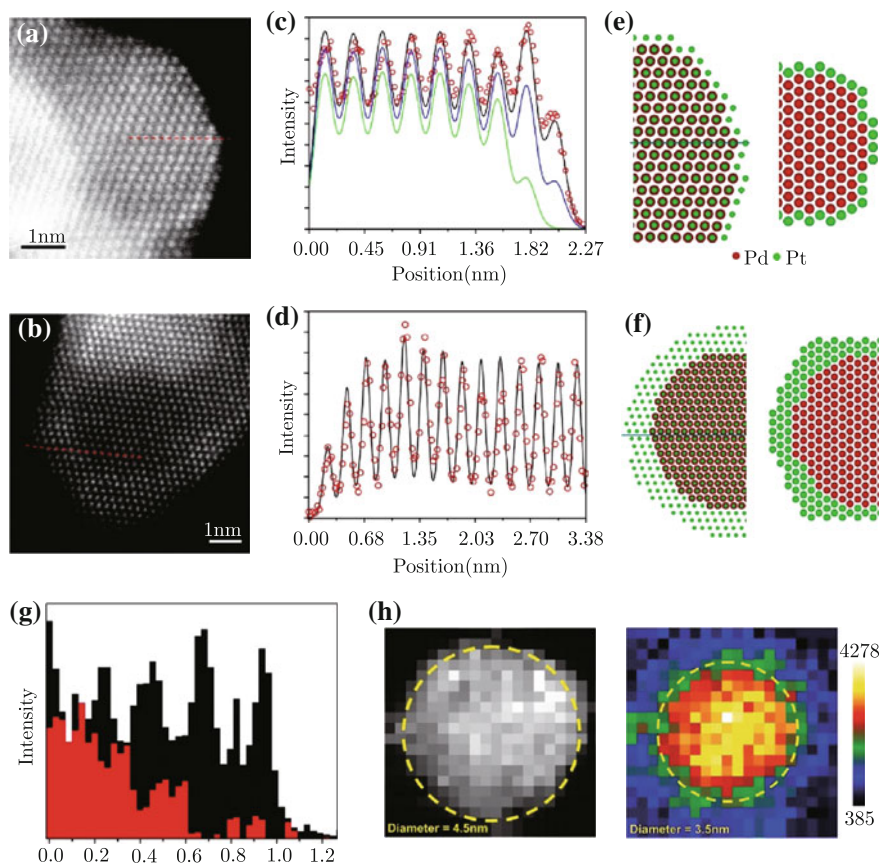 (a)
1nm
(c)
Intensity
0.00 0.45 0.91 1.36 1.82 2.27
Position(nm)
(e)
Pd Pt
(b)
1nm
(d)
Intensity
0.00 0.68 1.35 2.03 2.70 3.38
Position(nm)
(f)
(g)
Intensity
0.0 0.2 0.4 0.6 0.8 1.0 1.2
(h)
Diameter = 4.5nm
Diameter = 3.5nm
4278
385